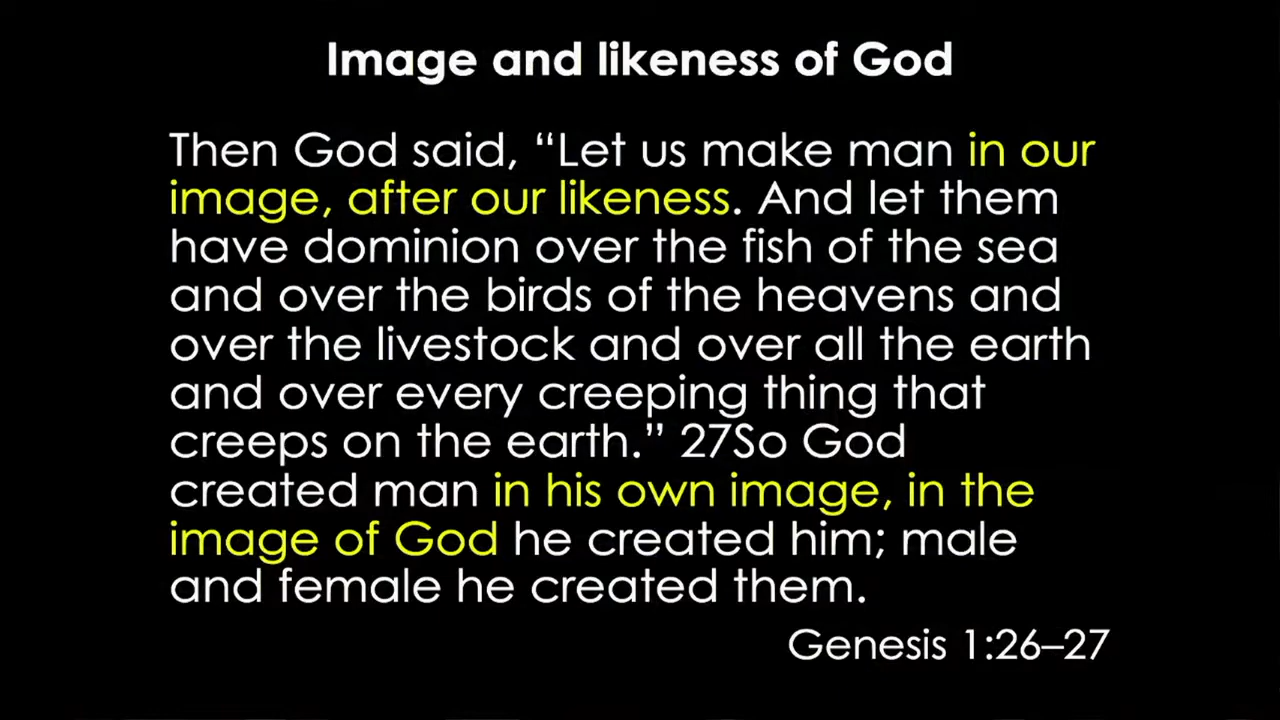 Image and likeness of God
Then God said, “Let us make man in our
image, after our likeness. And let them
have dominion over the fish of the sea
and over the birds of the heavens and
over the livestock and over all the earth
and over every creeping thing that
creeps on the earth.” 27So God
created man in his own image, in the
image of God he created him; male
and female he created them.
Genesis 1:26–27